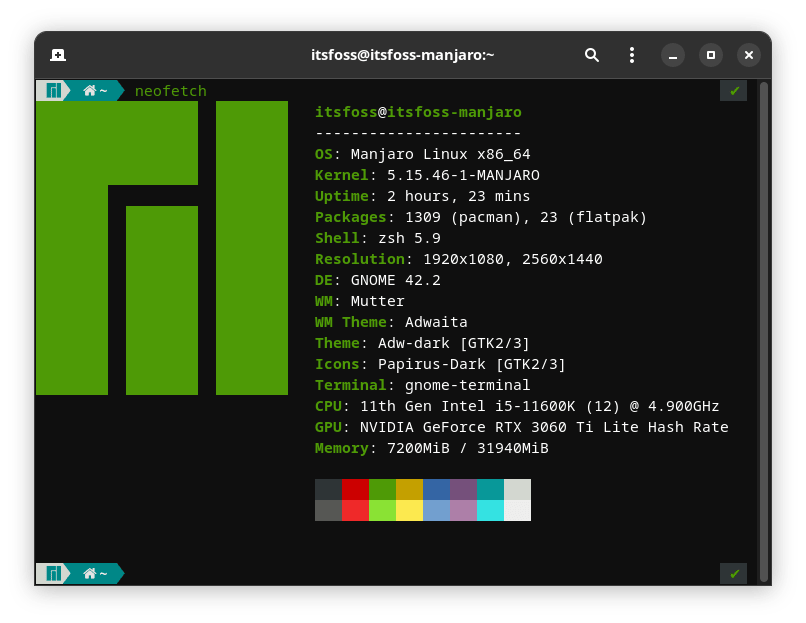 itsfoss@itsfoss-manjaro:~
~ neofetch ✔
itsfoss@itsfoss-manjaro
-----------------------
OS: Manjaro Linux x86_64
Kernel: 5.15.46-1-MANJARO
Uptime: 2 hours, 23 mins
Packages: 1309 (pacman), 23 (flatpak)
Shell: zsh 5.9
Resolution: 1920x1080, 2560x1440
DE: GNOME 42.2
WM: Mutter
WM Theme: Adwaita
Theme: Adw-dark [GTK2/3]
Icons: Papirus-Dark [GTK2/3]
Terminal: gnome-terminal
CPU: 11th Gen Intel i5-11600K (12) @ 4.900GHz
GPU: NVIDIA GeForce RTX 3060 Ti Lite Hash Rate
Memory: 7200MiB / 31940MiB
~ ✔